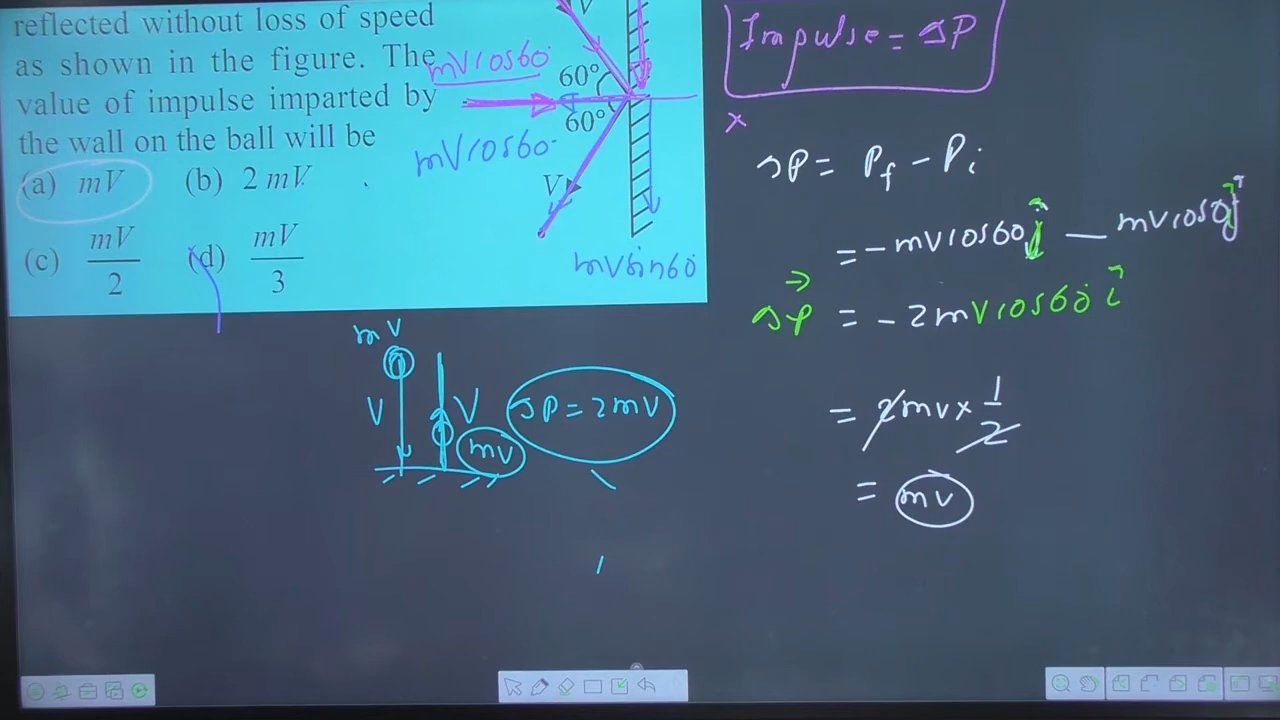 reflected without loss of speed
as shown in the figure. The
value of impulse imparted by
the wall on the ball will be
(a) mV (b) 2 mV.
(c) mV/2 (d) mV/3
V
60°
60°
V
mVcos60
mVcos60
mVsin60
Impulse = ΔP
x
ΔP = Pf - Pi
= - mVcos60 î - mVcos0 î
Δp⃗ = - 2mVcos60 î
= 2mv x 1/2
= mv
mV
V
V
mv
ΔP = 2mV